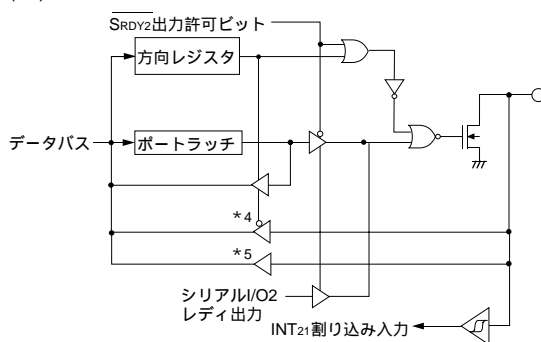 SRDY2出力許可ビット
方向レジスタ
データバス
ポートラッチ
*4
*5
シリアルI/O2
レディ出力
INT21割り込み入力